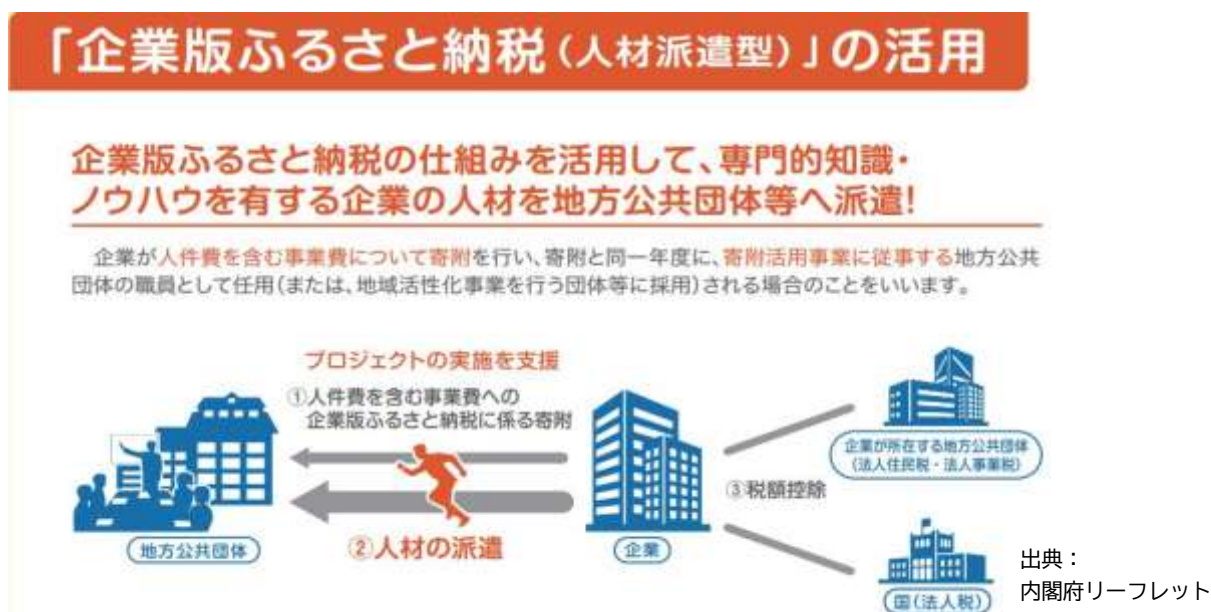 「企業版ふるさと納税(人材派遣型)」の活用
企業版ふるさと納税の仕組みを活用して、専門的知識・
ノウハウを有する企業の人材を地方公共団体等へ派遣!
企業が人件費を含む事業費について寄附を行い、寄附と同一年度に、寄附活用事業に従事する地方公共
団体の職員として任用(または、地域活性化事業を行う団体等に採用)される場合のことをいいます。
プロジェクトの実施を支援
①人件費を含む事業費への
企業版ふるさと納税に係る寄附
地方公共団体
②人材の派遣
企業
③税額控除
企業が所在する地方公共団体
(法人住民税・法人事業税)
国(法人税)
出典:
内閣府リーフレット